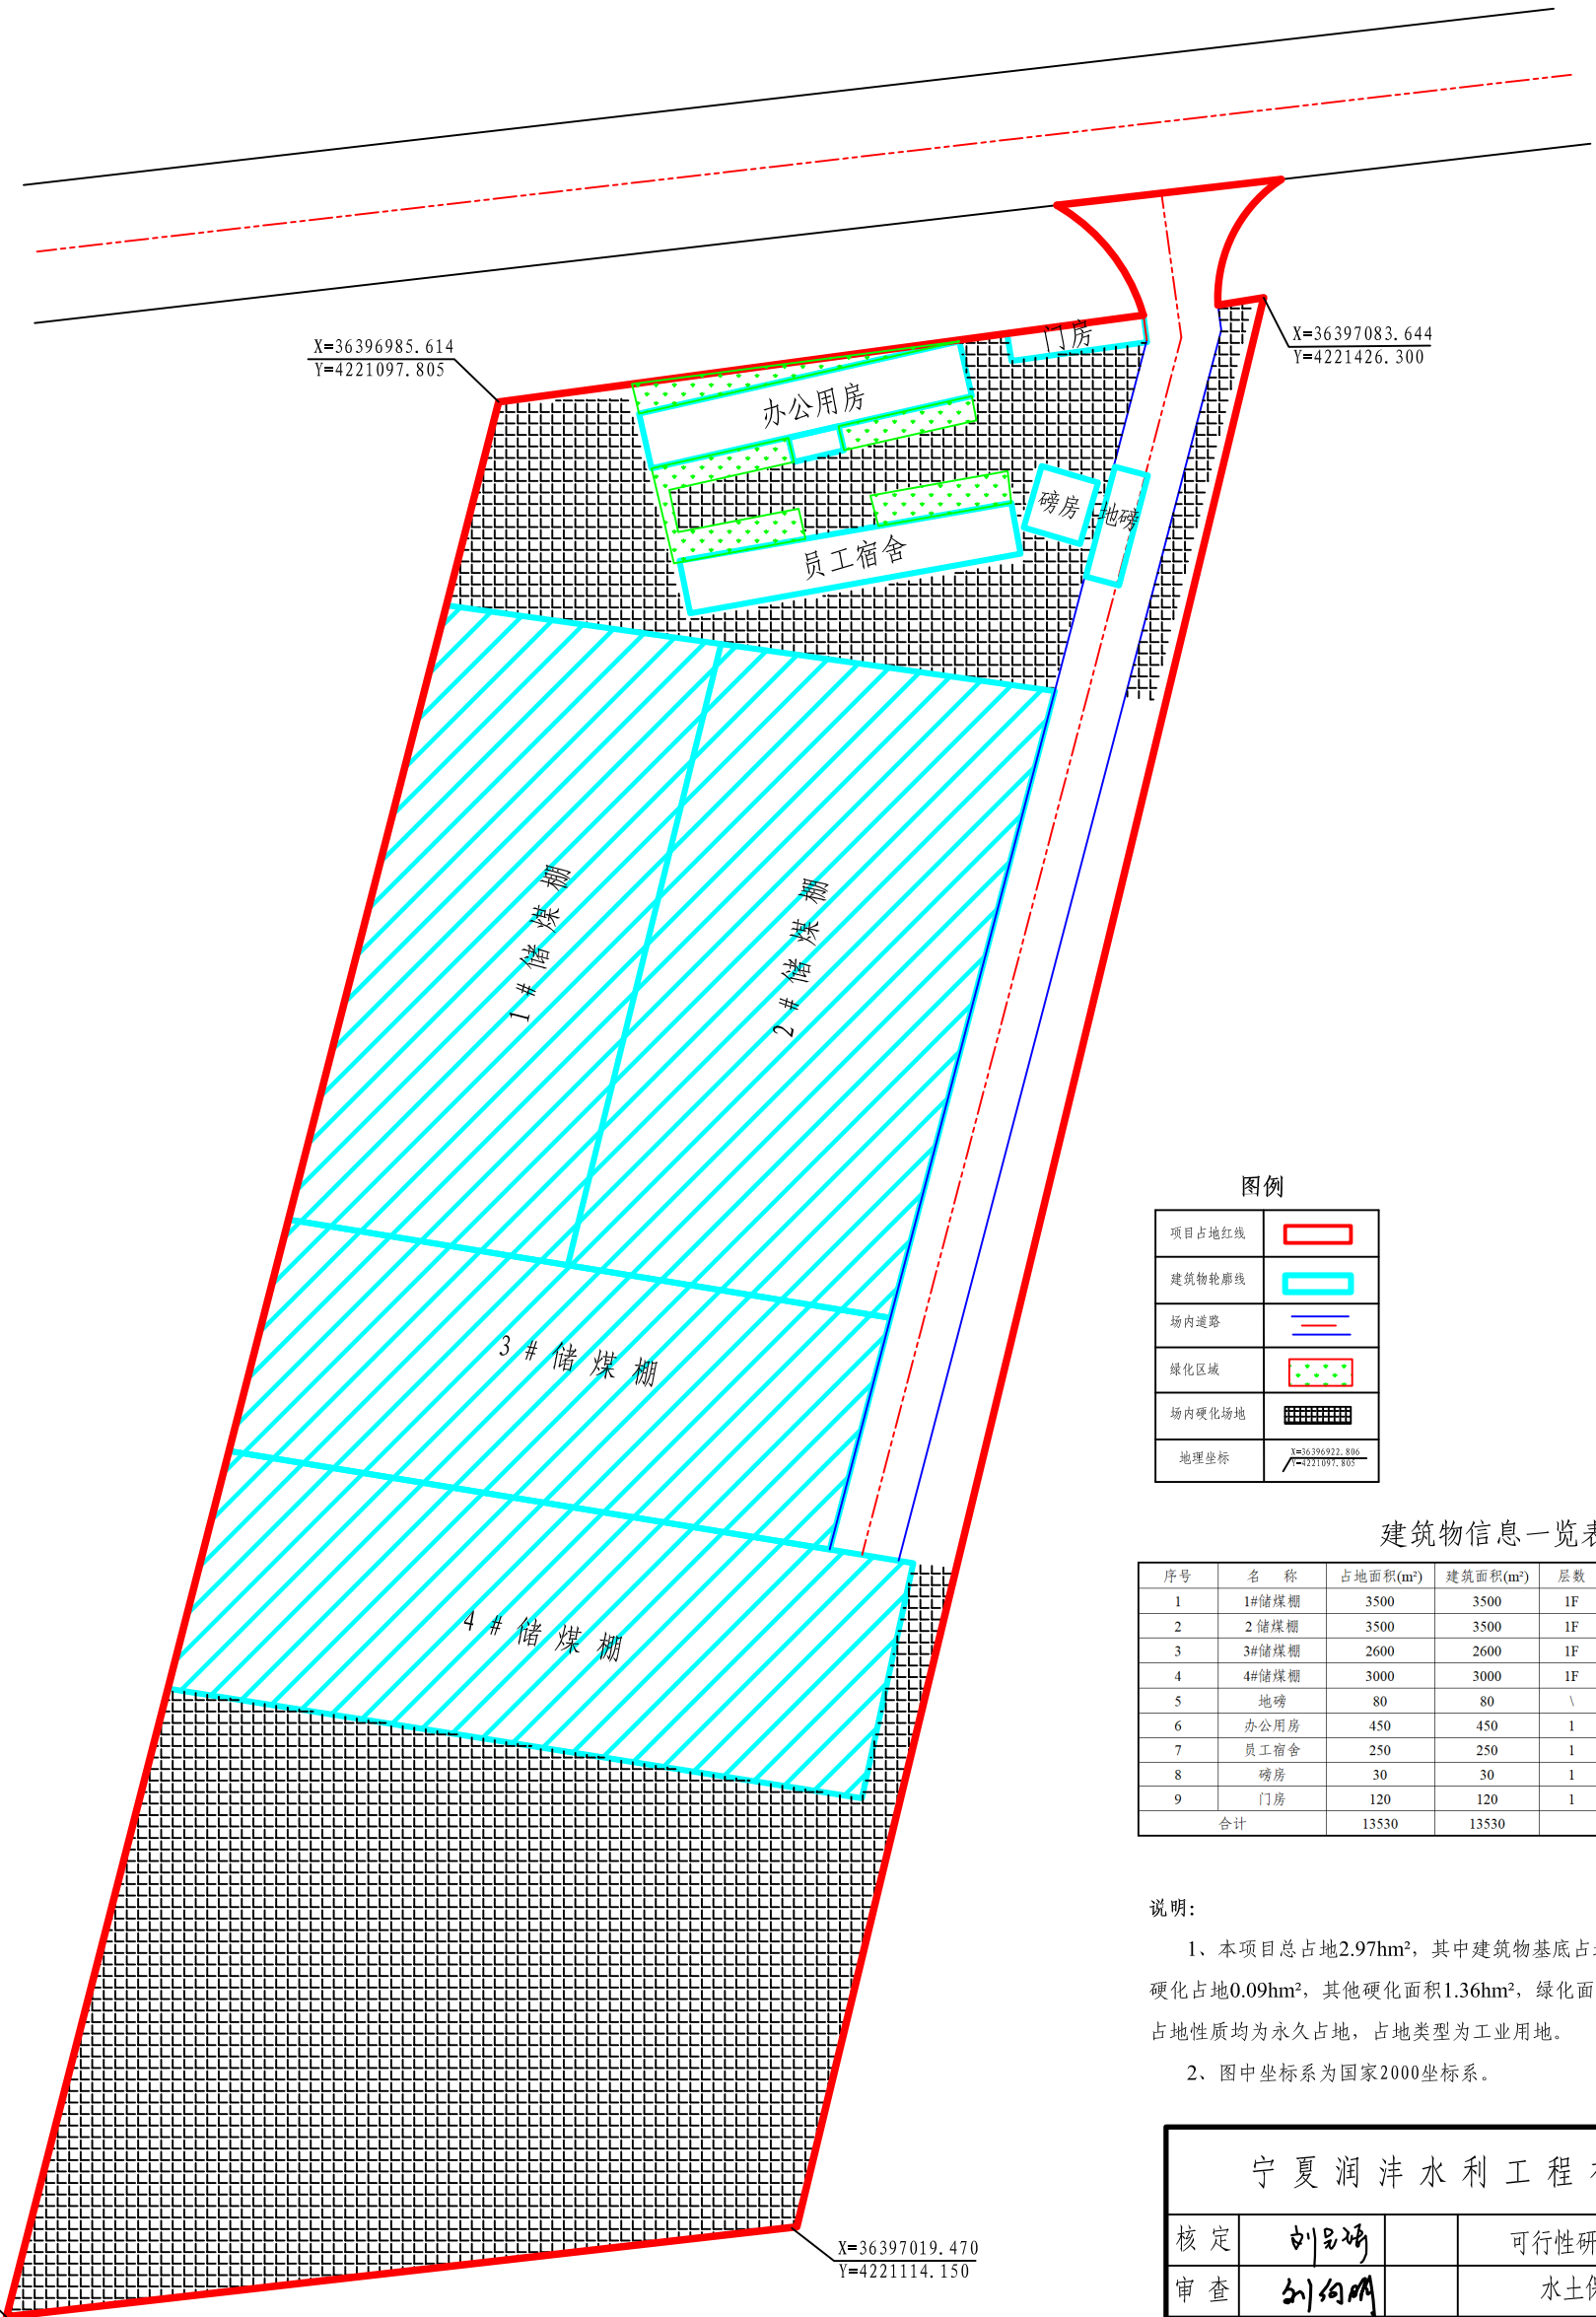 X=36396985.614
Y=4221097.805
X=36397083.644
Y=4221426.300
门房
办公用房
磅房
地磅
员工宿舍
1#储煤棚
2#储煤棚
3#储煤棚
4#储煤棚
图例
项目占地红线
建筑物轮廓线
场内道路
绿化区域
场内硬化场地
地理坐标 X=36396922.806
Y=4221097.805
建筑物信息一览表
序号 名 称 占地面积(m²) 建筑面积(m²) 层数
1 1#储煤棚 3500 3500 1F
2 2 储煤棚 3500 3500 1F
3 3#储煤棚 2600 2600 1F
4 4#储煤棚 3000 3000 1F
5 地磅 80 80 \
6 办公用房 450 450 1
7 员工宿舍 250 250 1
8 磅房 30 30 1
9 门房 120 120 1
合计 13530 13530
说明:
1、本项目总占地2.97hm²，其中建筑物基底占
硬化占地0.09hm²，其他硬化面积1.36hm²，绿化面
占地性质均为永久占地，占地类型为工业用地。
2、图中坐标系为国家2000坐标系。
X=36397019.470
Y=4221114.150
宁夏润沣水利工程
核定 可行性研
审查 水土保